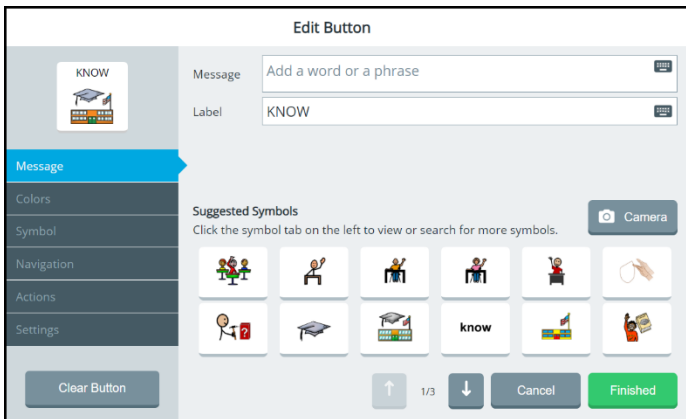 Edit Button
KNOW
Message
Add a word or a phrase
Label
KNOW
Message
Colors
Symbol
Navigation
Actions
Settings
Clear Button
Suggested Symbols
Click the symbol tab on the left to view or search for more symbols.
Camera
?
know
1/3
Cancel
Finished